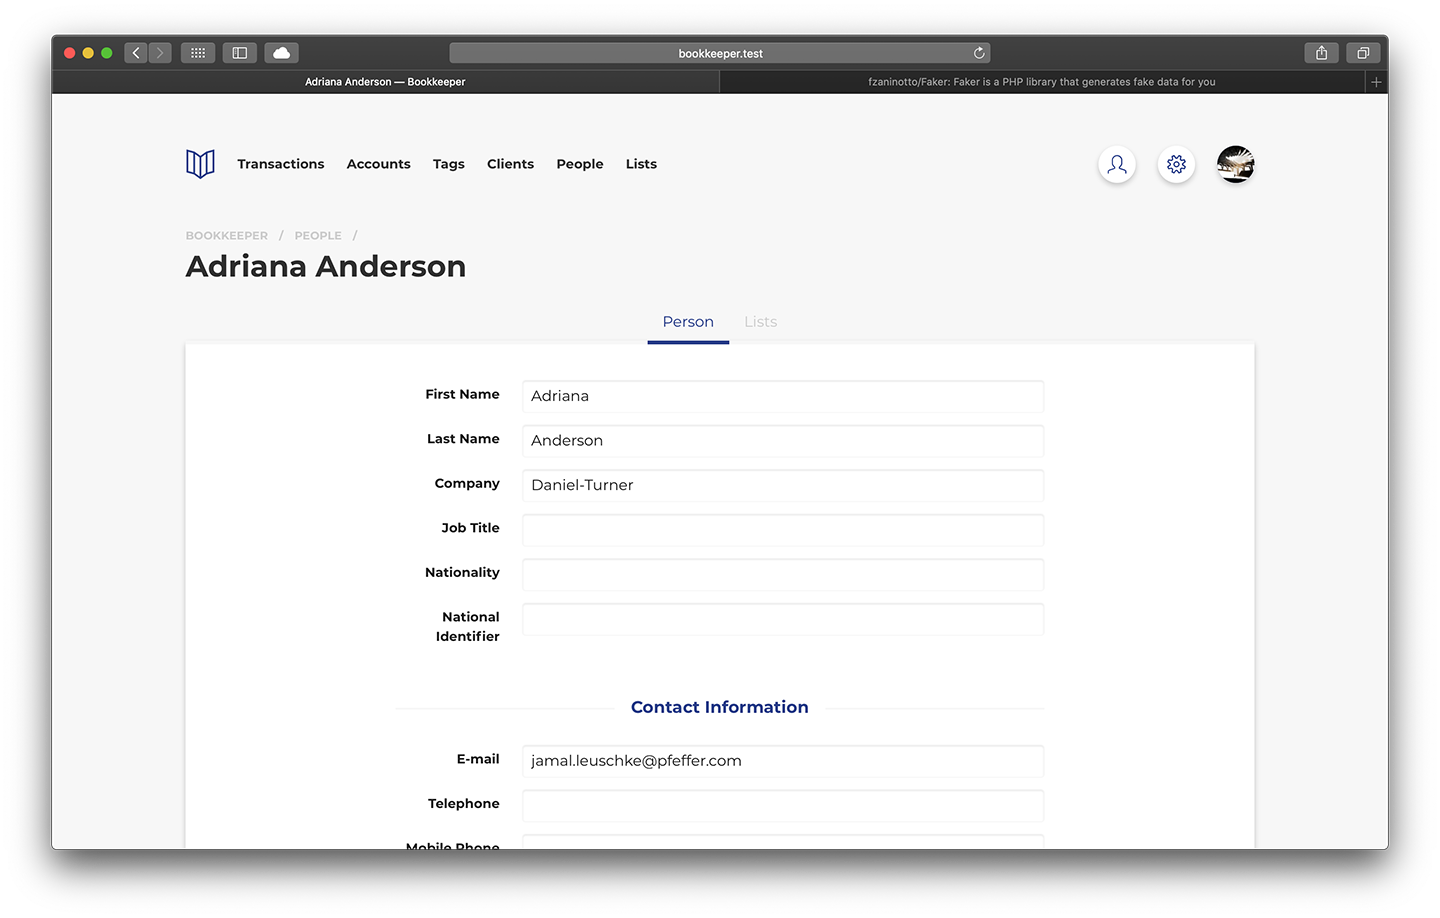 bookkeeper.test
Adriana Anderson — Bookkeeper
fzaninotto/Faker: Faker is a PHP library that generates fake data for you
Transactions Accounts Tags Clients People Lists
BOOKKEEPER / PEOPLE /
Adriana Anderson
Person Lists
First Name Adriana
Last Name Anderson
Company Daniel-Turner
Job Title
Nationality
National
Identifier
Contact Information
E-mail jamal.leuschke@pfeffer.com
Telephone
Mobile Phone